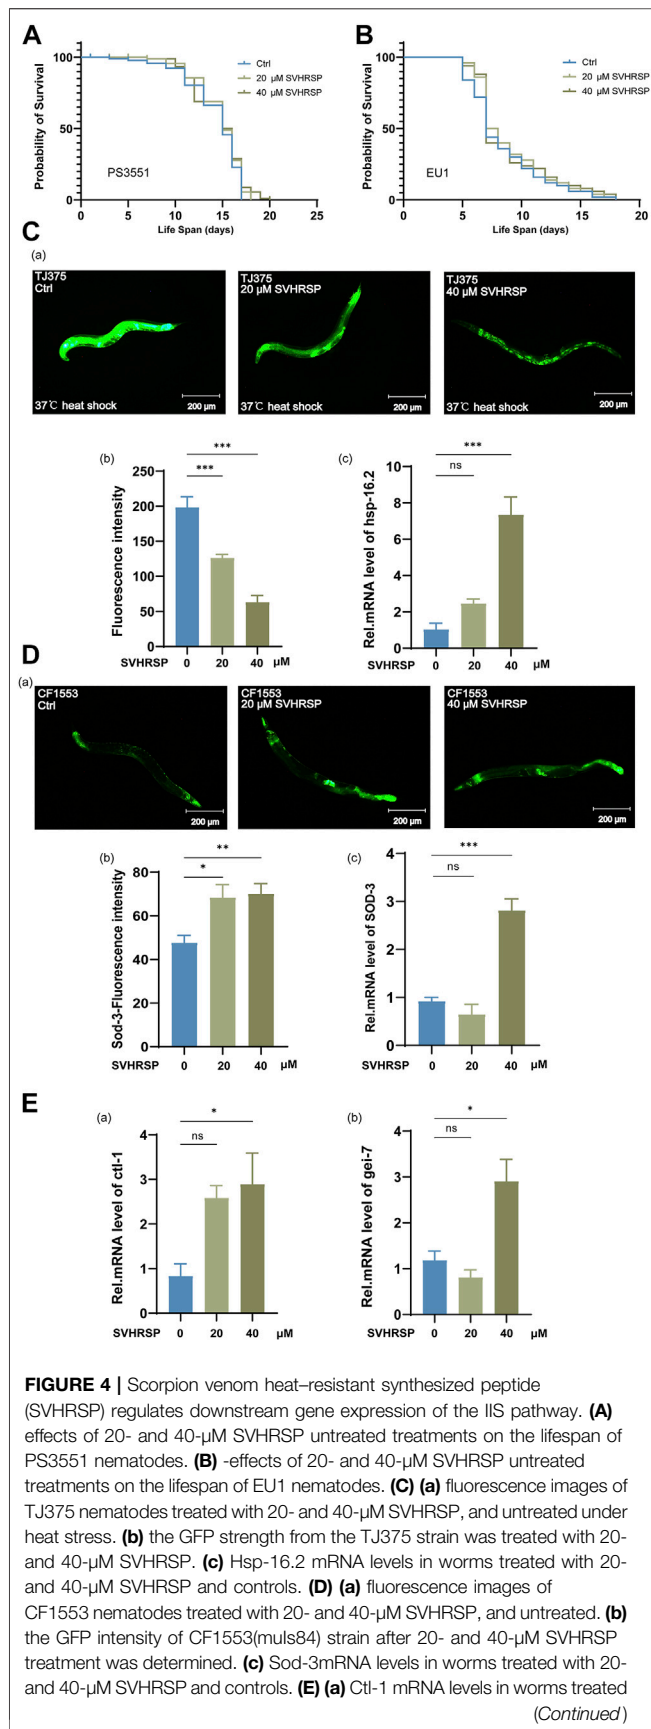 A
Probability of Survival
100
50
0
Ctrl
20 µM SVHRSP
40 µM SVHRSP
PS3551
0 5 10 15 20 25
Life Span (days)
B
Probability of Survival
100
50
0
Ctrl
20 µM SVHRSP
40 µM SVHRSP
EU1
0 5 10 15 20
Life Span (days)
C
(a)
TJ375
Ctrl
200 µm
37℃ heat shock
TJ375
20 µM SVHRSP
200 µm
37℃ heat shock
TJ375
40 µM SVHRSP
200 µm
37℃ heat shock
(b)
Fluorescence intensity
250
200
150
100
50
0
***
***
SVHRSP 0 20 40 µM
(c)
Rel.mRNA level of hsp-16.2
10
8
6
4
2
0
***
ns
SVHRSP 0 20 40 µM
D
(a)
CF1553
Ctrl
200 µm
CF1553
20 µM SVHRSP
200 µm
CF1553
40 µM SVHRSP
200 µm
(b)
Sod-3-Fluorescence intensity
80
60
40
20
0
**
*
SVHRSP 0 20 40 µM
(c)
Rel.mRNA level of SOD-3
4
3
2
1
0
***
ns
SVHRSP 0 20 40 µM
E
(a)
Rel.mRNA level of ctl-1
4
3
2
1
0
*
ns
SVHRSP 0 20 40 µM
(b)
Rel.mRNA level of gei-7
4
3
2
1
0
*
ns
SVHRSP 0 20 40 µM
FIGURE 4 | Scorpion venom heat–resistant synthesized peptide
(SVHRSP) regulates downstream gene expression of the IIS pathway. (A)
effects of 20- and 40-µM SVHRSP untreated treatments on the lifespan of
PS3551 nematodes. (B) -effects of 20- and 40-µM SVHRSP untreated
treatments on the lifespan of EU1 nematodes. (C) (a) fluorescence images of
TJ375 nematodes treated with 20- and 40-µM SVHRSP, and untreated under
heat stress. (b) the GFP strength from the TJ375 strain was treated with 20-
and 40-µM SVHRSP. (c) Hsp-16.2 mRNA levels in worms treated with 20-
and 40-µM SVHRSP and controls. (D) (a) fluorescence images of
CF1553 nematodes treated with 20- and 40-µM SVHRSP, and untreated. (b)
the GFP intensity of CF1553(muIs84) strain after 20- and 40-µM SVHRSP
treatment was determined. (c) Sod-3mRNA levels in worms treated with 20-
and 40-µM SVHRSP and controls. (E) (a) Ctl-1 mRNA levels in worms treated
(Continued)